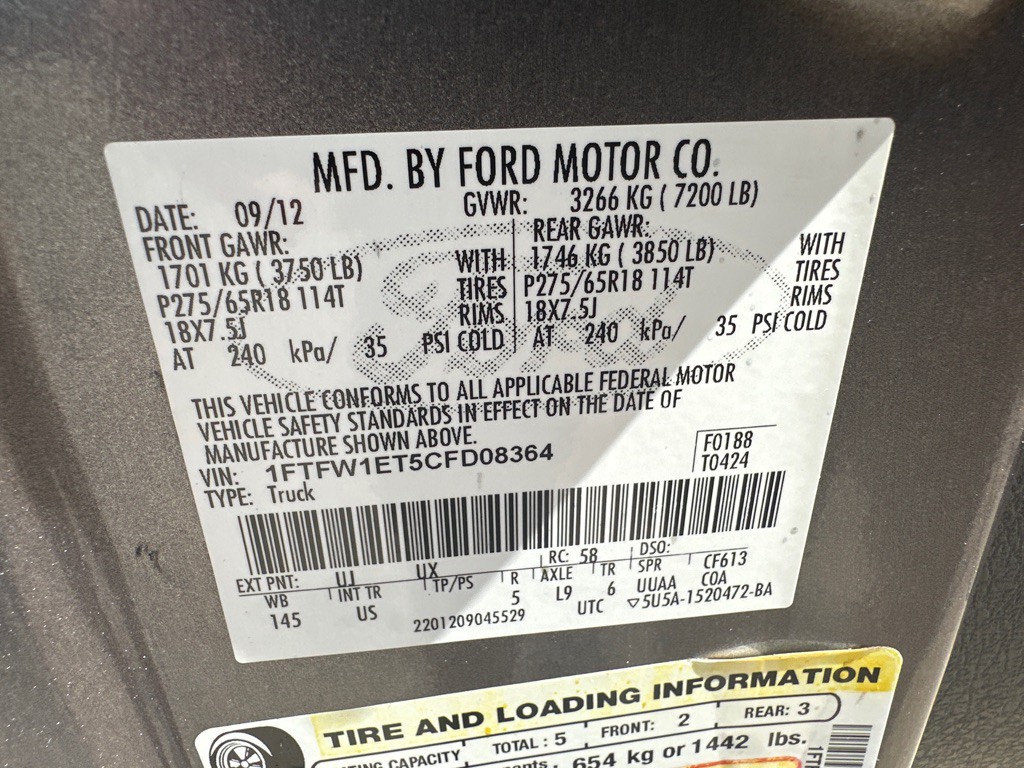 MFD. BY FORD MOTOR CO.
DATE: 09/12 GVWR: 3266 KG ( 7200 LB)
FRONT GAWR: REAR GAWR:
1701 KG ( 3750 LB) WITH 1746 KG ( 3850 LB) WITH
P275/65R18 114T TIRES P275/65R18 114T TIRES
18X7.5J RIMS 18X7.5J RIMS
AT 240 kPa/ 35 PSI COLD AT 240 kPa/ 35 PSI COLD
THIS VEHICLE CONFORMS TO ALL APPLICABLE FEDERAL MOTOR
VEHICLE SAFETY STANDARDS IN EFFECT ON THE DATE OF
MANUFACTURE SHOWN ABOVE.
VIN: 1FTFW1ET5CFD08364 F0188
TYPE: Truck T0424
EXT PNT: UJ UX RC: 58 DSO:
WB INT TR TP/PS R AXLE TR SPR CF613
145 US 5 L9 6 UUAA COA
2201209045529 UTC ▽5U5A-1520472-BA
TIRE AND LOADING INFORMATION
CAPACITY TOTAL : 5 FRONT: 2 REAR: 3
654 kg or 1442 lbs.